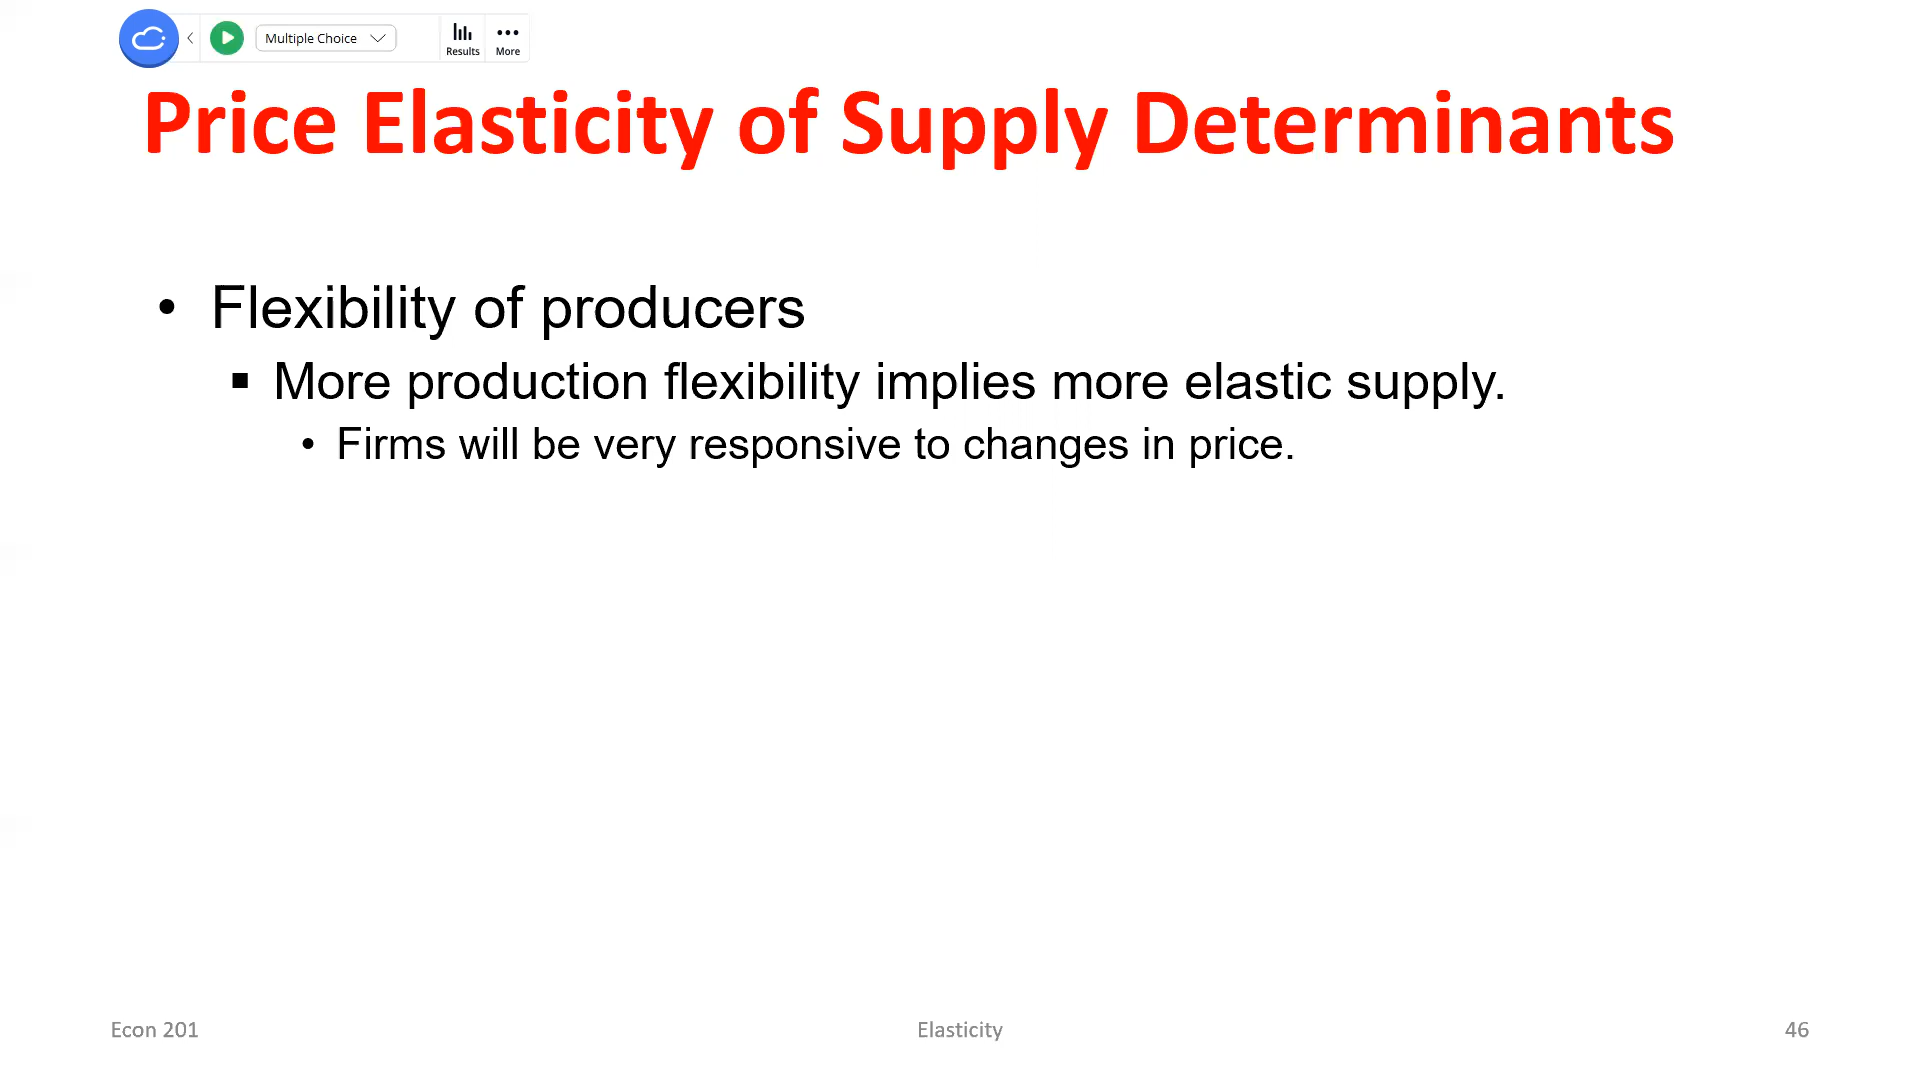 Multiple Choice
Results
More
Price Elasticity of Supply Determinants
• Flexibility of producers
▪ More production flexibility implies more elastic supply.
• Firms will be very responsive to changes in price.
Econ 201
Elasticity
46